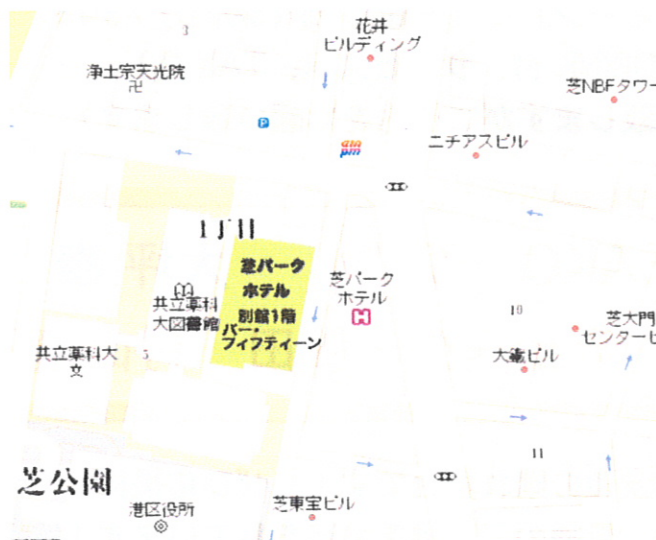 花井
ビルディング
3
浄土宗天光院
芝NBFタワー
P
am
pm
ニチアスビル
1丁目
芝パーク
ホテル
別館1階
バー・
フィフティーン
芝パーク
ホテル
H
共立薬科
大図書館
共立薬科大
文
5
16
芝大門
センタービ
大織ビル
11
芝公園
港区役所
芝東宝ビル